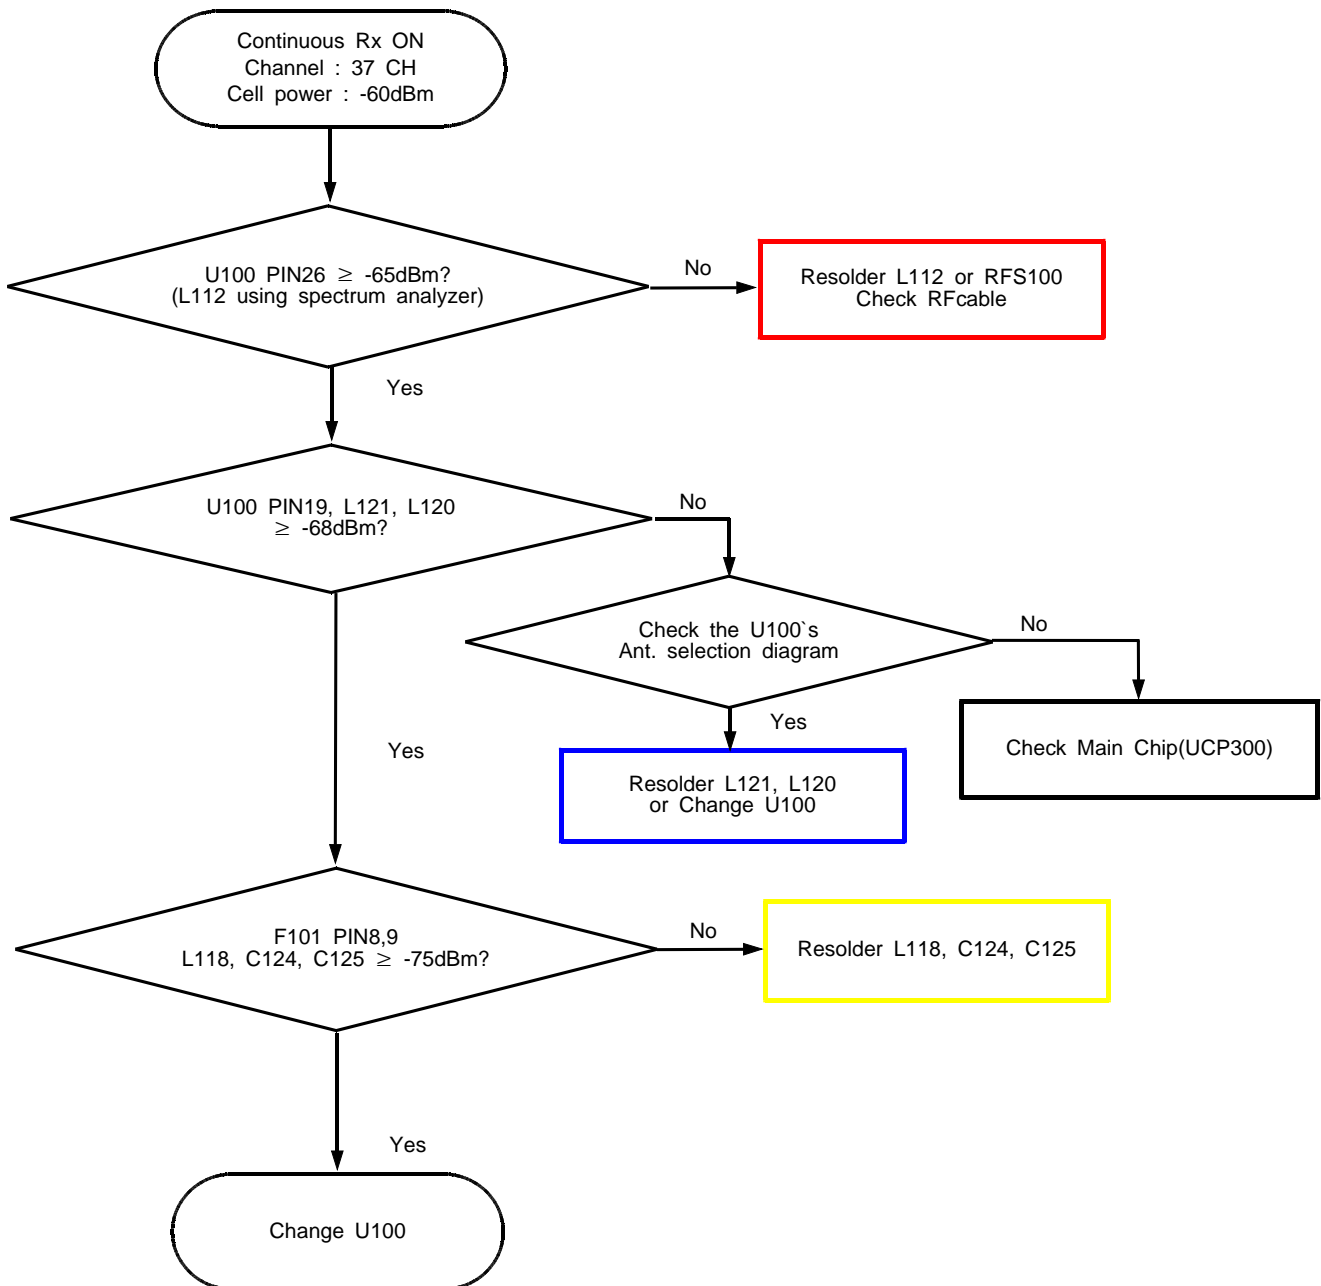 Continuous Rx ON
Channel : 37 CH
Cell power : -60dBm
U100 PIN26 ≥ -65dBm?
(L112 using spectrum analyzer)
No
Resolder L112 or RFS100
Check RFcable
Yes
U100 PIN19, L121, L120
≥ -68dBm?
No
Check the U100`s
Ant. selection diagram
No
Yes
Check Main Chip(UCP300)
Yes
Resolder L121, L120
or Change U100
F101 PIN8,9
L118, C124, C125 ≥ -75dBm?
No
Resolder L118, C124, C125
Yes
Change U100